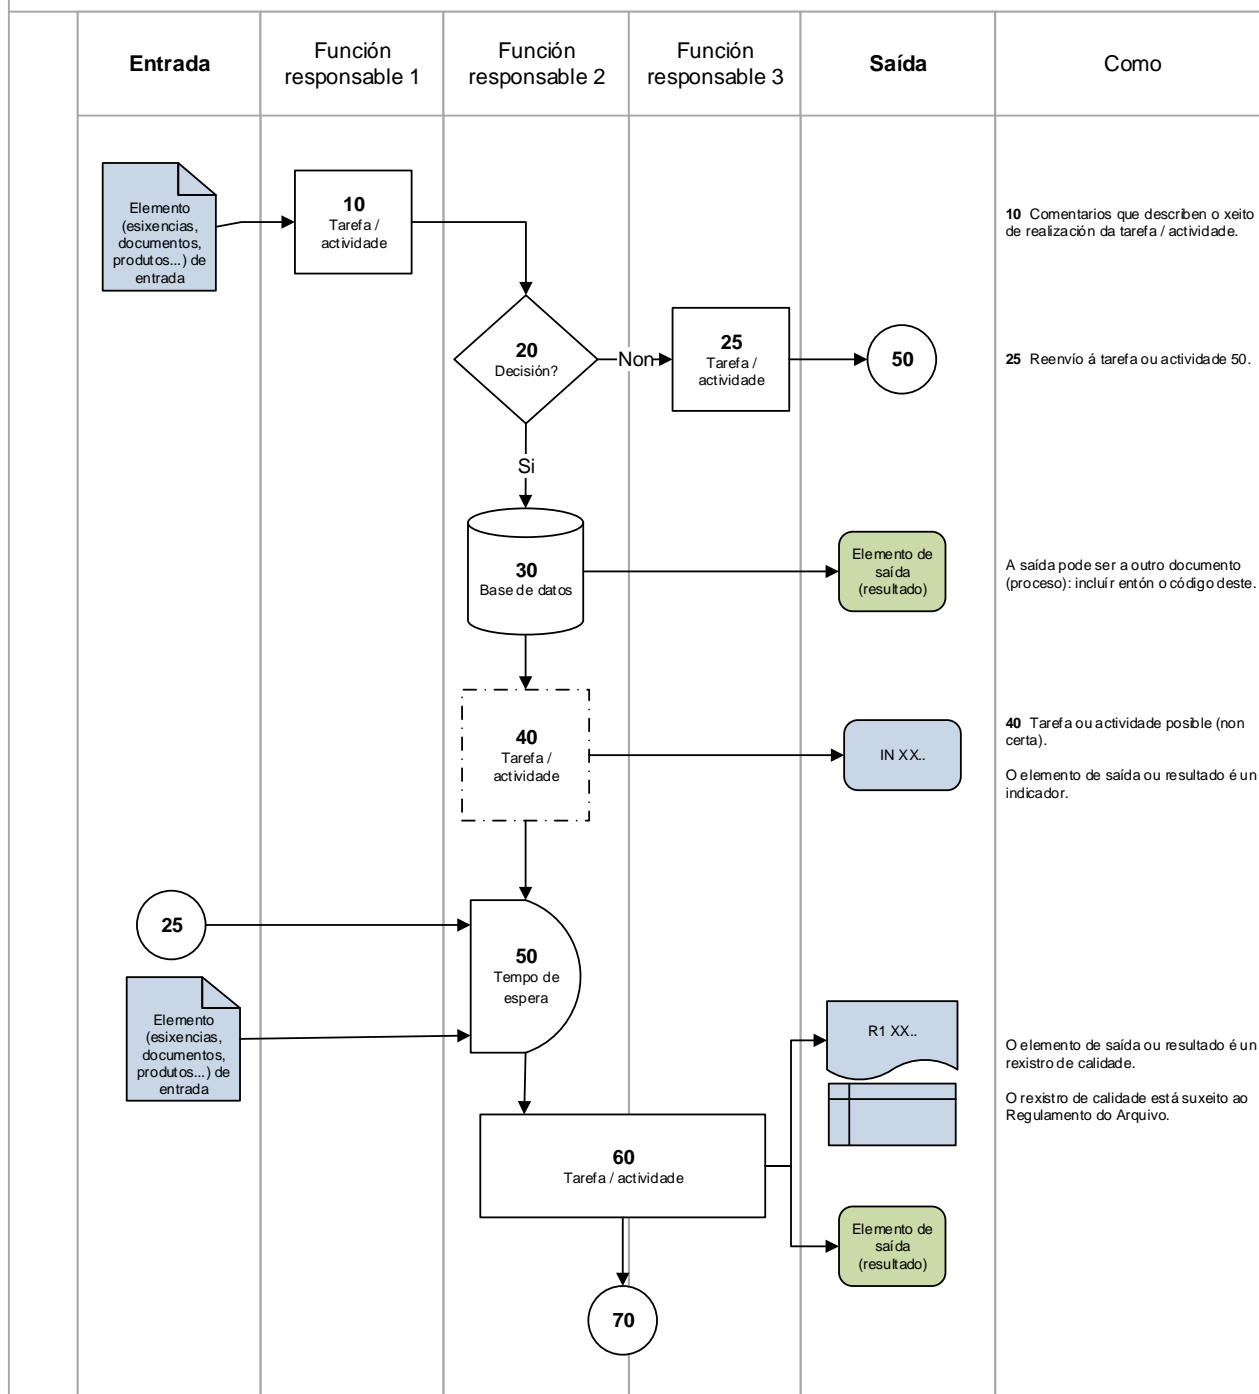 Entrada
Función
responsable 1
Función
responsable 2
Función
responsable 3
Saída
Como
Elemento
(esixencias,
documentos,
produtos...) de
entrada
10
Tarefa /
actividade
10 Comentarios que describen o xeito
de realización da tarefa / actividade.
20
Decisión?
Non
25
Tarefa /
actividade
50
25 Reenvío á tarefa ou actividade 50.
Si
30
Base de datos
Elemento de
saída
(resultado)
A saída pode ser a outro documento
(proceso): incluír entón o código deste.
40
Tarefa /
actividade
IN XX..
40 Tarefa ou actividade posible (non
certa).
O elemento de saída ou resultado é un
indicador.
25
50
Tempo de
espera
Elemento
(esixencias,
documentos,
produtos...) de
entrada
R1 XX..
O elemento de saída ou resultado é un
rexistro de calidade.
O rexistro de calidade está suxeito ao
Regulamento do Arquivo.
60
Tarefa / actividade
Elemento de
saída
(resultado)
70